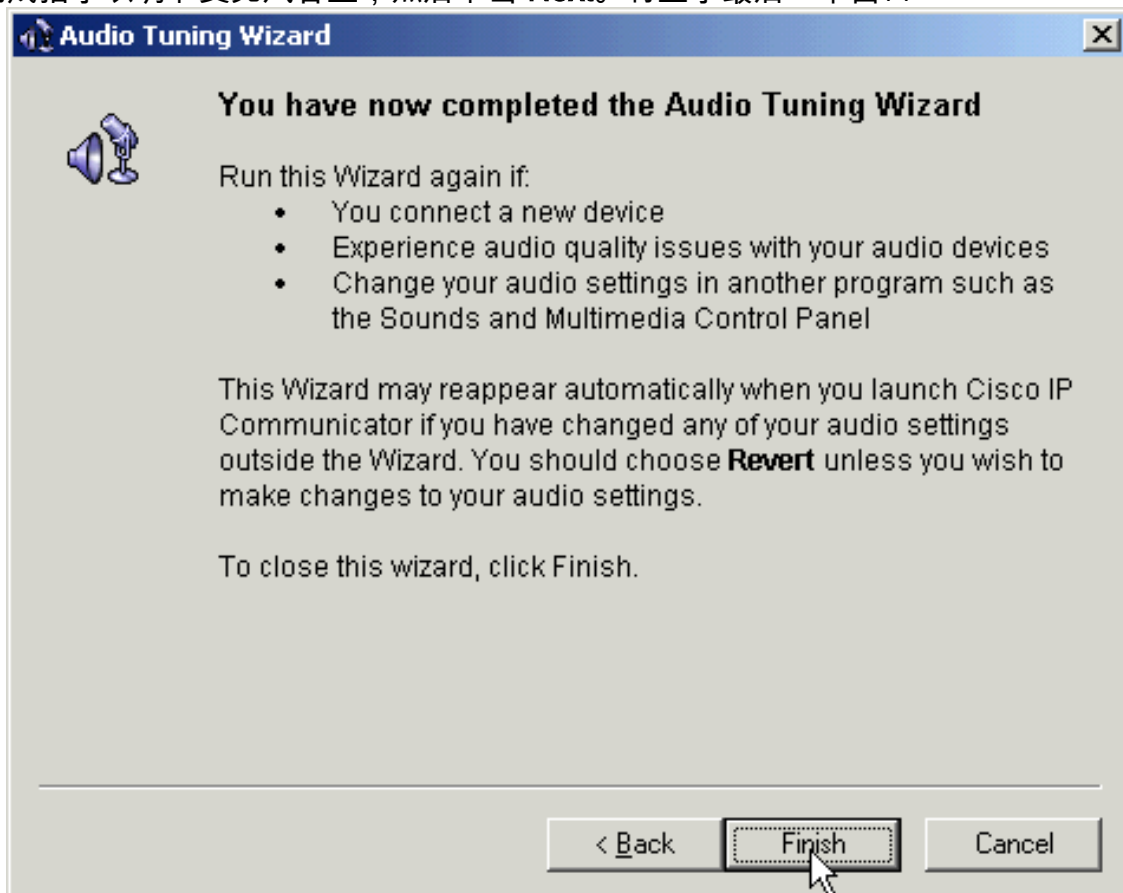 Audio Tuning Wizard
You have now completed the Audio Tuning Wizard
Run this Wizard again if:
• You connect a new device
• Experience audio quality issues with your audio devices
• Change your audio settings in another program such as
the Sounds and Multimedia Control Panel
This Wizard may reappear automatically when you launch Cisco IP
Communicator if you have changed any of your audio settings
outside the Wizard. You should choose Revert unless you wish to
make changes to your audio settings.
To close this wizard, click Finish.
< Back
Finish
Cancel